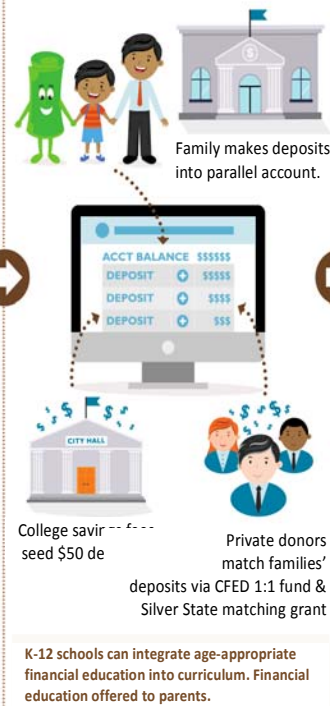 $
Family makes deposits
into parallel account.
ACCT BALANCE $$$$$$
DEPOSIT + $$$$$
DEPOSIT + $$$$
DEPOSIT + $$$
CITY HALL
College
seed $50
Private donors
match families’
deposits via CFED 1:1 fund &
Silver State matching grant
K-12 schools can integrate age-appropriate
financial education into curriculum. Financial
education offered to parents.